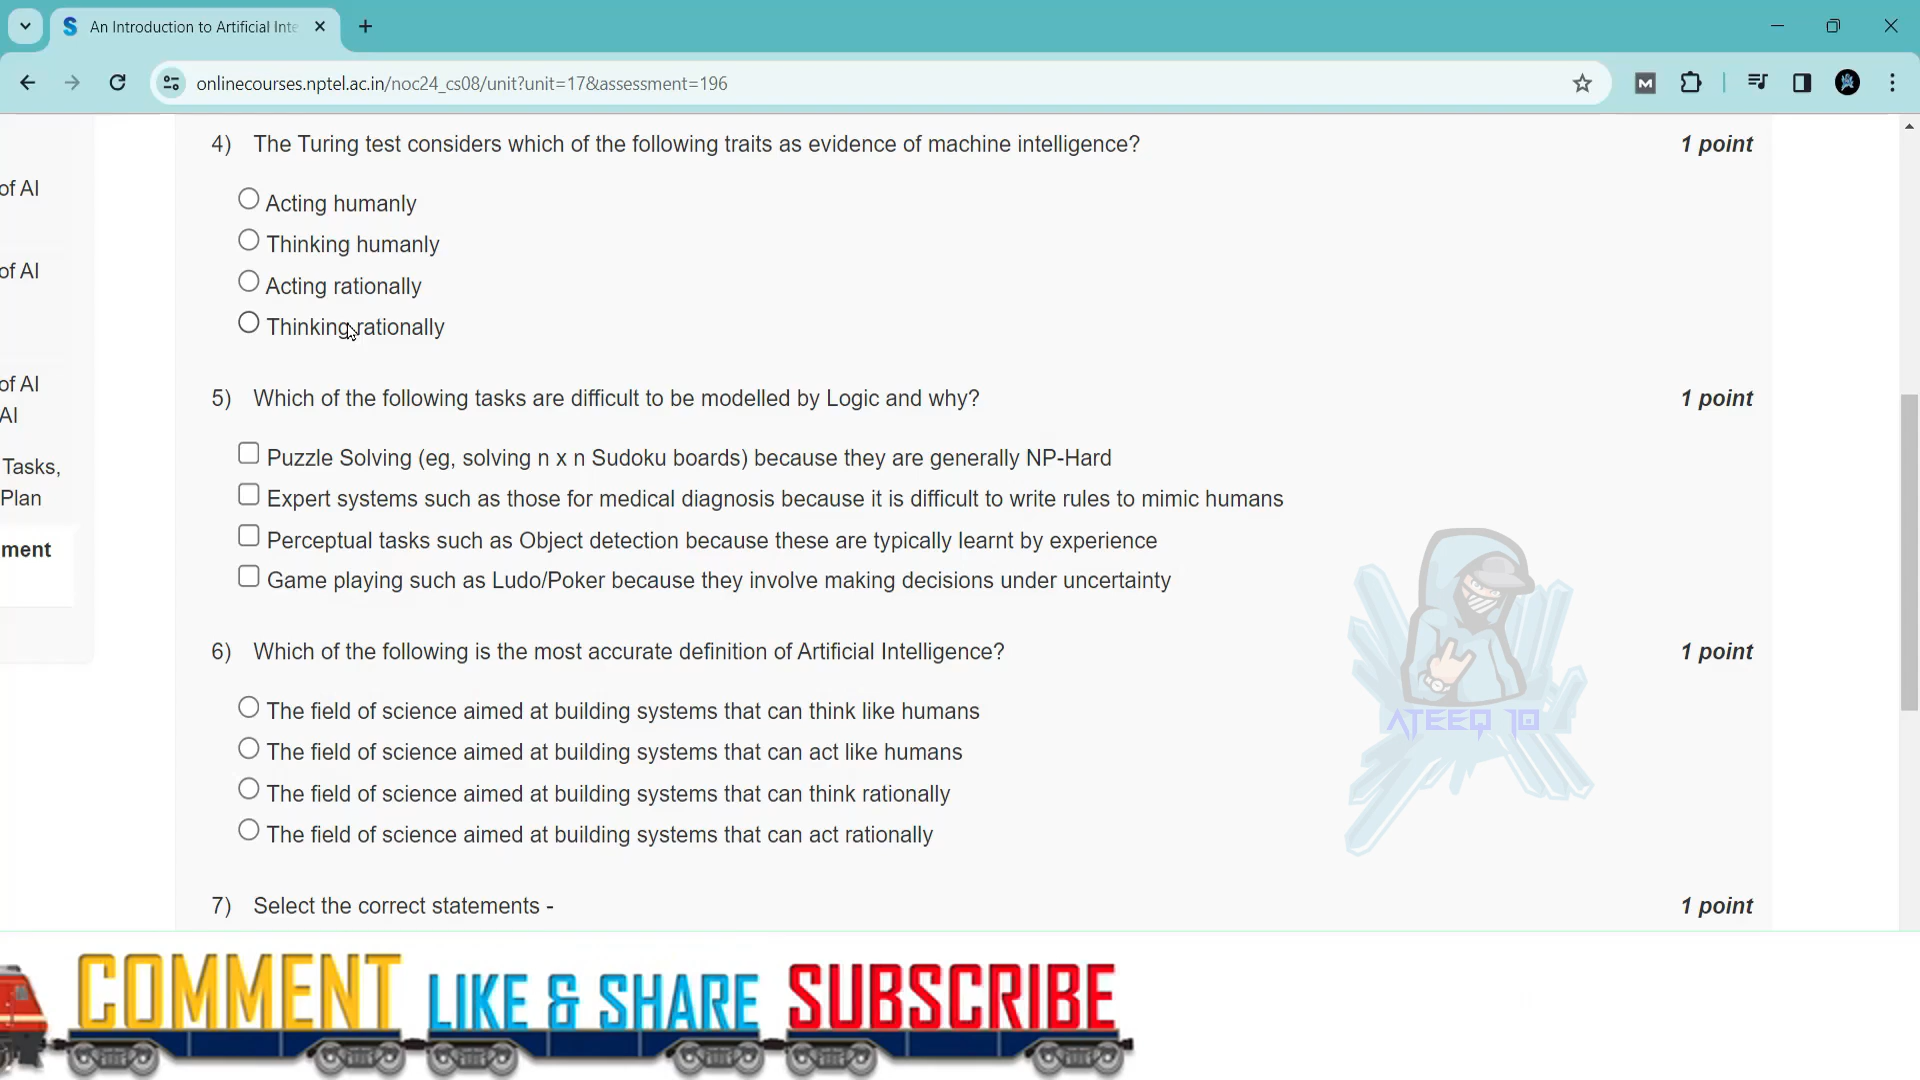 An Introduction to Artificial Inte
onlinecourses.nptel.ac.in/noc24_cs08/unit?unit=17&assessment=196
of AI
of AI
of AI
AI
Tasks,
Plan
ment
4) The Turing test considers which of the following traits as evidence of machine intelligence? 1 point
Acting humanly
Thinking humanly
Acting rationally
Thinking rationally
5) Which of the following tasks are difficult to be modelled by Logic and why? 1 point
Puzzle Solving (eg, solving n x n Sudoku boards) because they are generally NP-Hard
Expert systems such as those for medical diagnosis because it is difficult to write rules to mimic humans
Perceptual tasks such as Object detection because these are typically learnt by experience
Game playing such as Ludo/Poker because they involve making decisions under uncertainty
6) Which of the following is the most accurate definition of Artificial Intelligence? 1 point
The field of science aimed at building systems that can think like humans
The field of science aimed at building systems that can act like humans
The field of science aimed at building systems that can think rationally
The field of science aimed at building systems that can act rationally
7) Select the correct statements - 1 point
ATEEQ 10
COMMENT LIKE & SHARE SUBSCRIBE